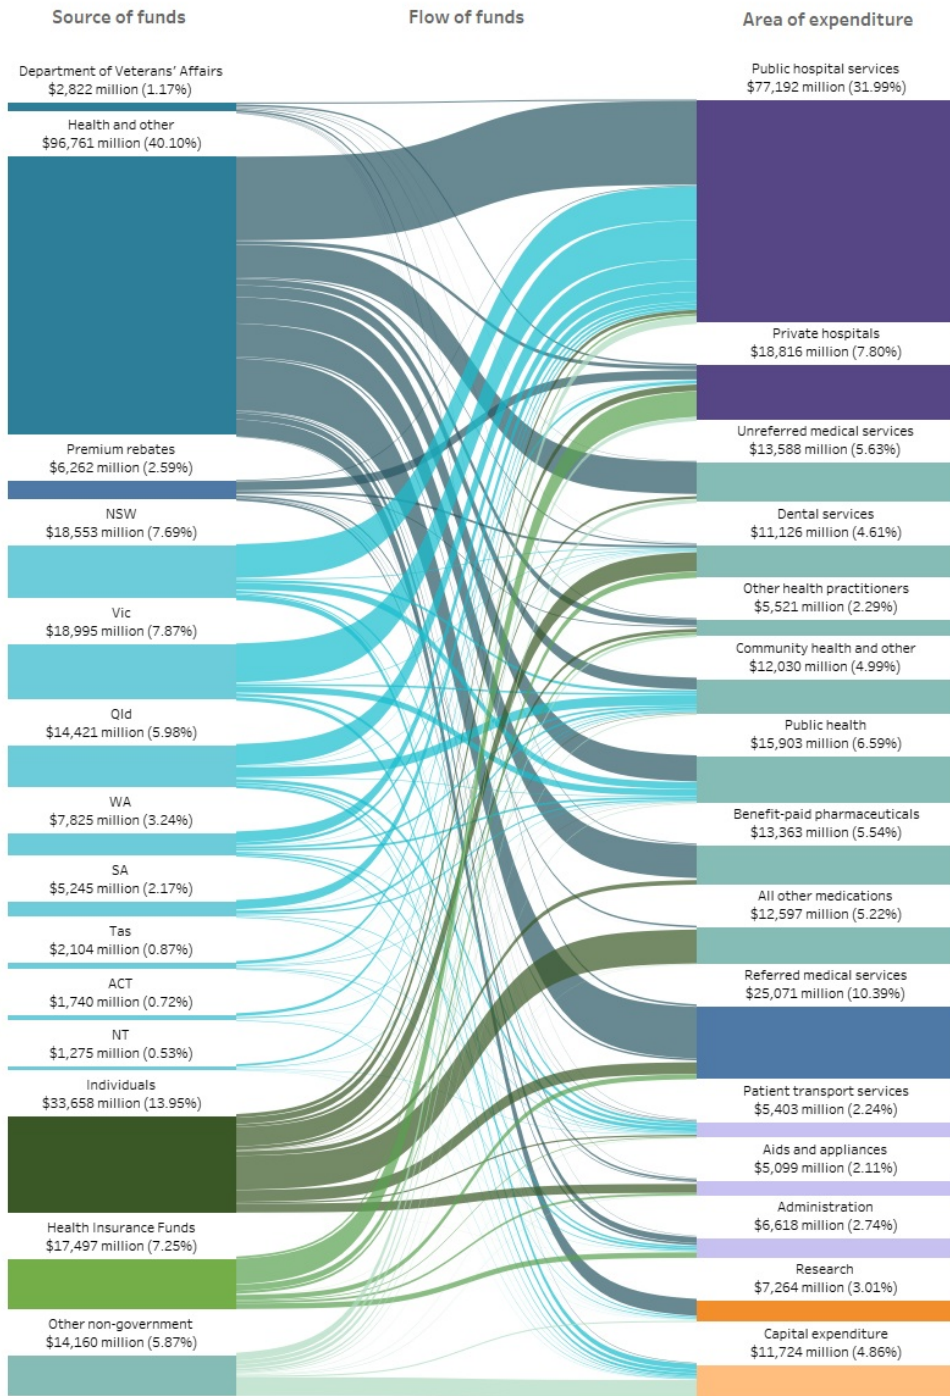 Source of funds
Flow of funds
Area of expenditure
Department of Veterans' Affairs
$2,822 million (1.17%)
Health and other
$96,761 million (40.10%)
Premium rebates
$6,262 million (2.59%)
NSW
$18,553 million (7.69%)
Vic
$18,995 million (7.87%)
Qld
$14,421 million (5.98%)
WA
$7,825 million (3.24%)
SA
$5,245 million (2.17%)
Tas
$2,104 million (0.87%)
ACT
$1,740 million (0.72%)
NT
$1,275 million (0.53%)
Individuals
$33,658 million (13.95%)
Health Insurance Funds
$17,497 million (7.25%)
Other non-government
$14,160 million (5.87%)
Public hospital services
$77,192 million (31.99%)
Private hospitals
$18,816 million (7.80%)
Unreferred medical services
$13,588 million (5.63%)
Dental services
$11,126 million (4.61%)
Other health practitioners
$5,521 million (2.29%)
Community health and other
$12,030 million (4.99%)
Public health
$15,903 million (6.59%)
Benefit-paid pharmaceuticals
$13,363 million (5.54%)
All other medications
$12,597 million (5.22%)
Referred medical services
$25,071 million (10.39%)
Patient transport services
$5,403 million (2.24%)
Aids and appliances
$5,099 million (2.11%)
Administration
$6,618 million (2.74%)
Research
$7,264 million (3.01%)
Capital expenditure
$11,724 million (4.86%)